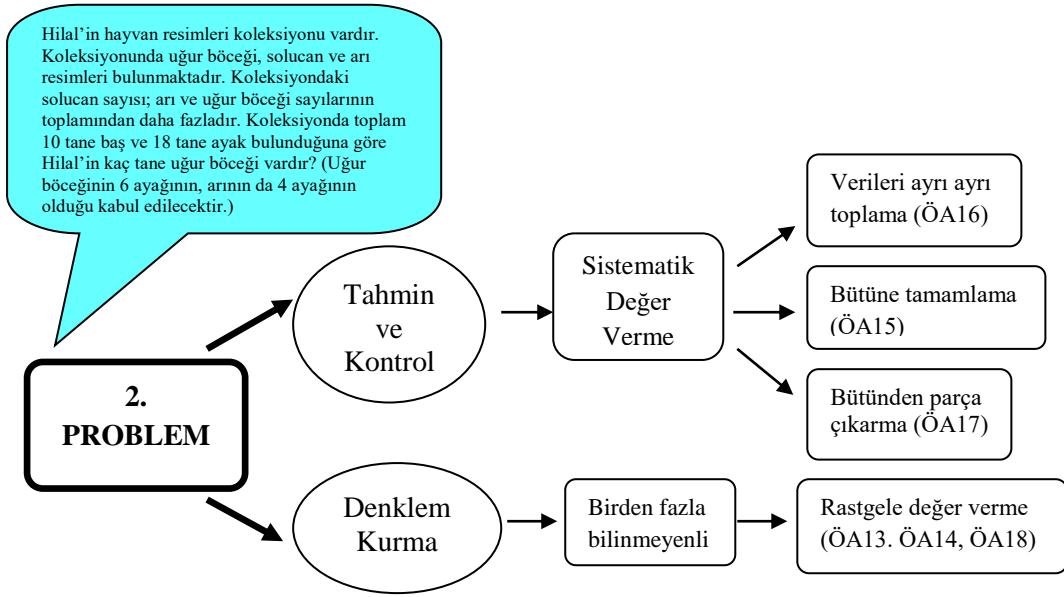 Hilal’in hayvan resimleri koleksiyonu vardır.
Koleksiyonunda uğur böceği, solucan ve arı
resimleri bulunmaktadır. Koleksiyondaki
solucan sayısı; arı ve uğur böceği sayılarının
toplamından daha fazladır. Koleksiyonda toplam
10 tane baş ve 18 tane ayak bulunduğuna göre
Hilal’in kaç tane uğur böceği vardır? (Uğur
böceğinin 6 ayağının, arının da 4 ayağının
olduğu kabul edilecektir.)
2.
PROBLEM
Tahmin
ve
Kontrol
Sistematik
Değer
Verme
Verileri ayrı ayrı
toplama (ÖA16)
Bütüne tamamlama
(ÖA15)
Bütünden parça
çıkarma (ÖA17)
Denklem
Kurma
Birden fazla
bilinmeyenli
Rastgele değer verme
(ÖA13. ÖA14, ÖA18)